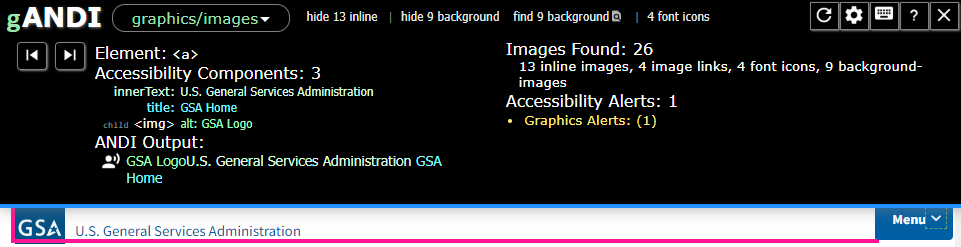 gANDI graphics/images hide 13 inline | hide 9 background find 9 background | 4 font icons ?
Element: <a>
Accessibility Components: 3
innerText: U.S. General Services Administration
title: GSA Home
child <img> alt: GSA Logo
ANDI Output:
GSA LogoU.S. General Services Administration GSA
Home
Images Found: 26
13 inline images, 4 image links, 4 font icons, 9 background-
images
Accessibility Alerts: 1
• Graphics Alerts: (1)
GSA U.S. General Services Administration Menu